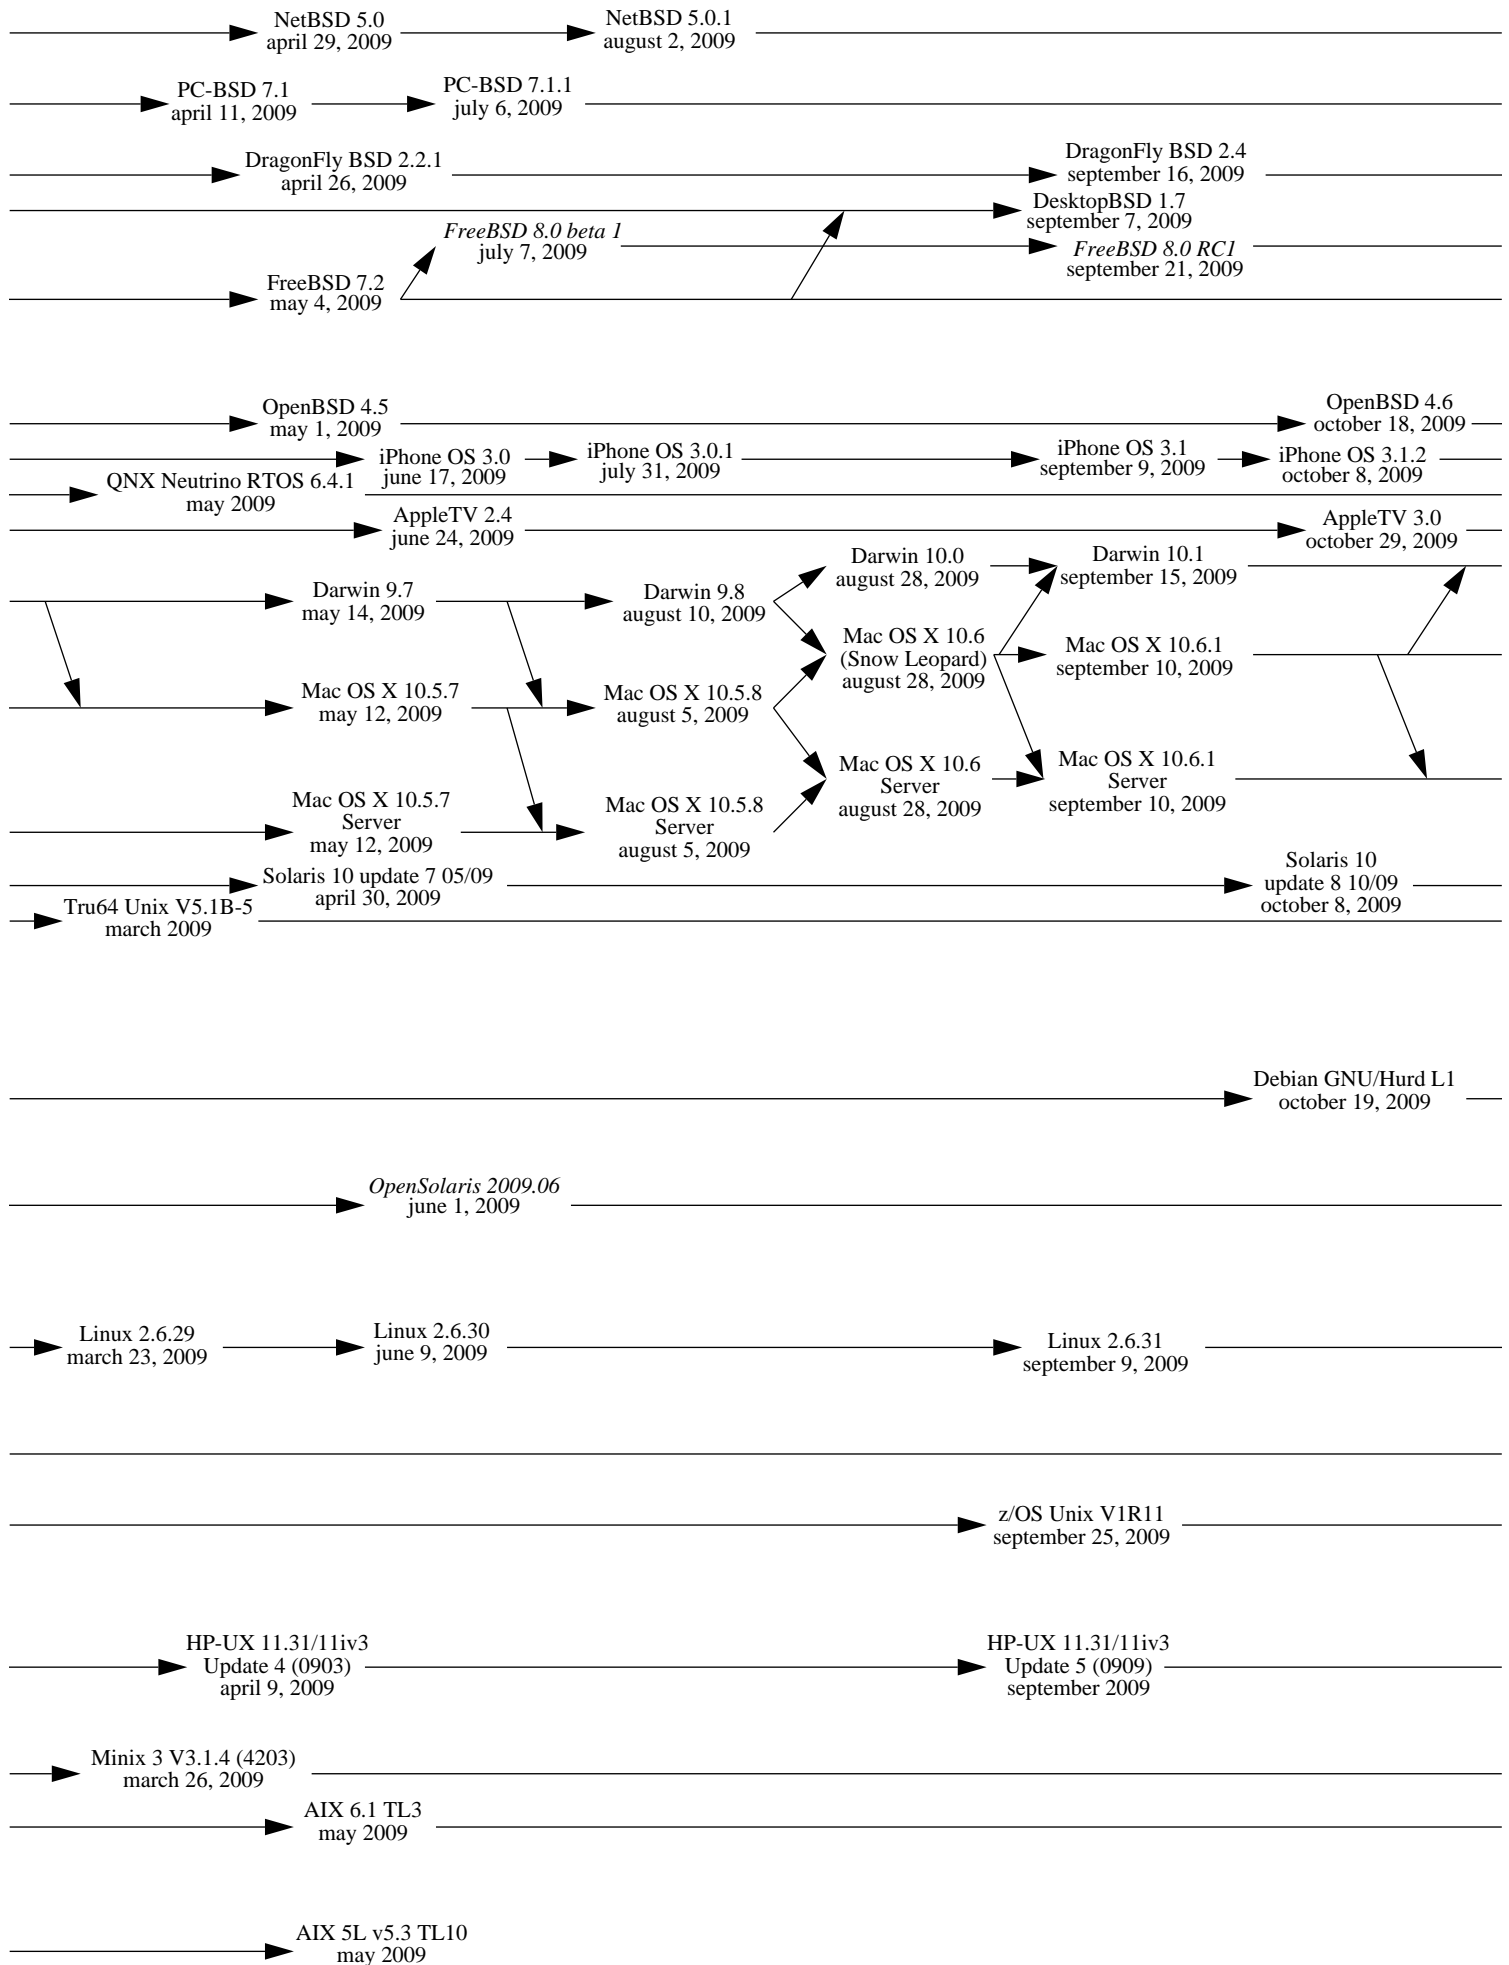 NetBSD 5.0
april 29, 2009
NetBSD 5.0.1
august 2, 2009
PC-BSD 7.1
april 11, 2009
PC-BSD 7.1.1
july 6, 2009
DragonFly BSD 2.2.1
april 26, 2009
DragonFly BSD 2.4
september 16, 2009
DesktopBSD 1.7
september 7, 2009
FreeBSD 8.0 beta 1
july 7, 2009
FreeBSD 8.0 RC1
september 21, 2009
FreeBSD 7.2
may 4, 2009
OpenBSD 4.5
may 1, 2009
OpenBSD 4.6
october 18, 2009
iPhone OS 3.0
june 17, 2009
iPhone OS 3.0.1
july 31, 2009
iPhone OS 3.1
september 9, 2009
iPhone OS 3.1.2
october 8, 2009
QNX Neutrino RTOS 6.4.1
may 2009
AppleTV 2.4
june 24, 2009
AppleTV 3.0
october 29, 2009
Darwin 10.0
august 28, 2009
Darwin 10.1
september 15, 2009
Darwin 9.7
may 14, 2009
Darwin 9.8
august 10, 2009
Mac OS X 10.6
(Snow Leopard)
august 28, 2009
Mac OS X 10.6.1
september 10, 2009
Mac OS X 10.5.7
may 12, 2009
Mac OS X 10.5.8
august 5, 2009
Mac OS X 10.6
Server
august 28, 2009
Mac OS X 10.6.1
Server
september 10, 2009
Mac OS X 10.5.7
Server
may 12, 2009
Mac OS X 10.5.8
Server
august 5, 2009
Solaris 10 update 7 05/09
april 30, 2009
Solaris 10
update 8 10/09
october 8, 2009
Tru64 Unix V5.1B-5
march 2009
Debian GNU/Hurd L1
october 19, 2009
OpenSolaris 2009.06
june 1, 2009
Linux 2.6.29
march 23, 2009
Linux 2.6.30
june 9, 2009
Linux 2.6.31
september 9, 2009
z/OS Unix V1R11
september 25, 2009
HP-UX 11.31/11iv3
Update 4 (0903)
april 9, 2009
HP-UX 11.31/11iv3
Update 5 (0909)
september 2009
Minix 3 V3.1.4 (4203)
march 26, 2009
AIX 6.1 TL3
may 2009
AIX 5L v5.3 TL10
may 2009